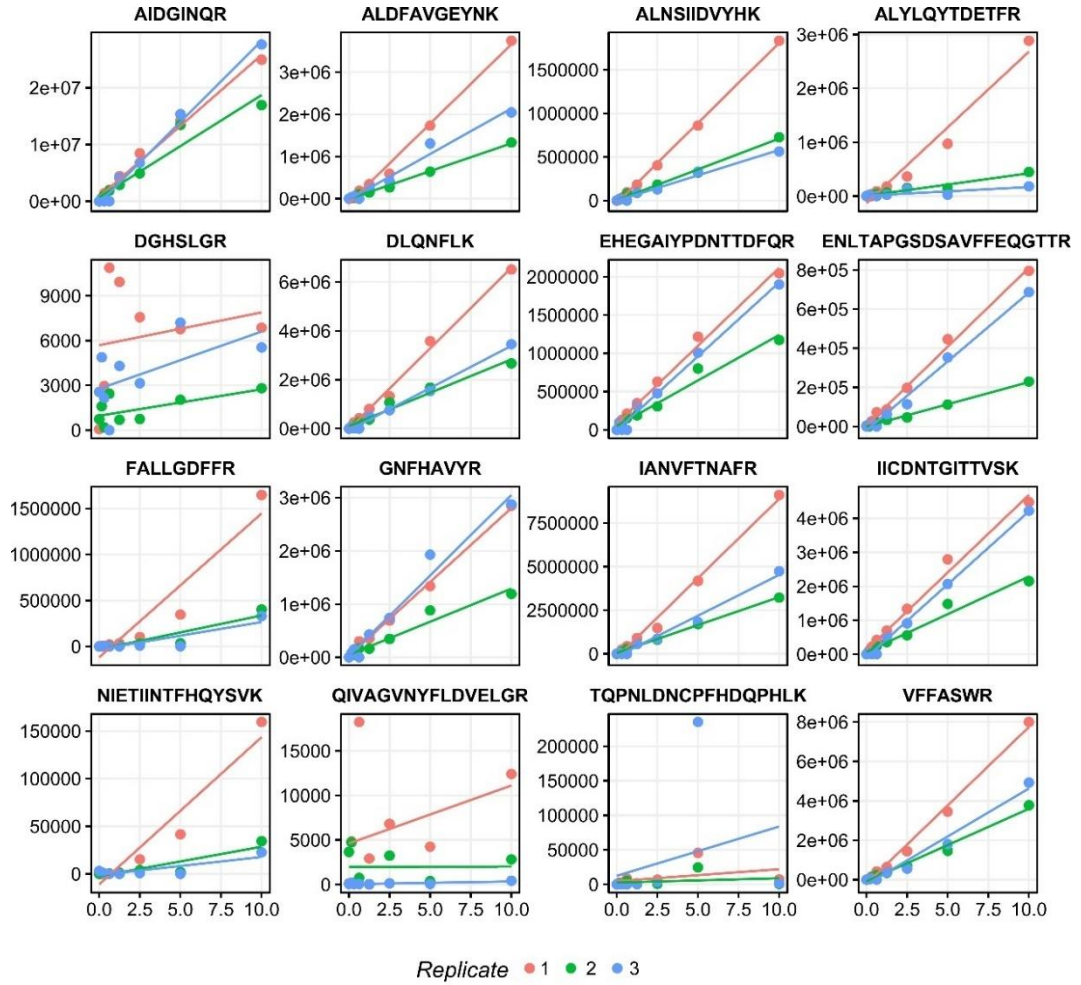 AIDGINQR ALDFAVGEYNK ALNSIIDVYHK ALYLQYTDETFR
2e+07 1e+07 0e+00
3e+06 2e+06 1e+06 0e+00
1500000 1000000 500000 0
3e+06 2e+06 1e+06 0e+00
DGHSLGR DLQNFLK EHEGAIYPDNTTDFQR ENLTAPGSDSAVFFEQGTTR
9000 6000 3000 0
6e+06 4e+06 2e+06 0e+00
2000000 1500000 1000000 500000 0
8e+05 6e+05 4e+05 2e+05 0e+00
FALLGDFFR GNFHAVYR IANVFTNAFR IICDNTGITTVSK
1500000 1000000 500000 0
3e+06 2e+06 1e+06 0e+00
7500000 5000000 2500000 0
4e+06 3e+06 2e+06 1e+06 0e+00
NIETIINTFHQYSVK QIVAGVNYFLDVELGR TQPNLDNCPFHDQPHLK VFFASWR
150000 100000 50000 0
15000 10000 5000 0
200000 150000 100000 50000 0
8e+06 6e+06 4e+06 2e+06 0e+00
0.0 2.5 5.0 7.5 10.0 0.0 2.5 5.0 7.5 10.0 0.0 2.5 5.0 7.5 10.0 0.0 2.5 5.0 7.5 10.0
Replicate 1 2 3